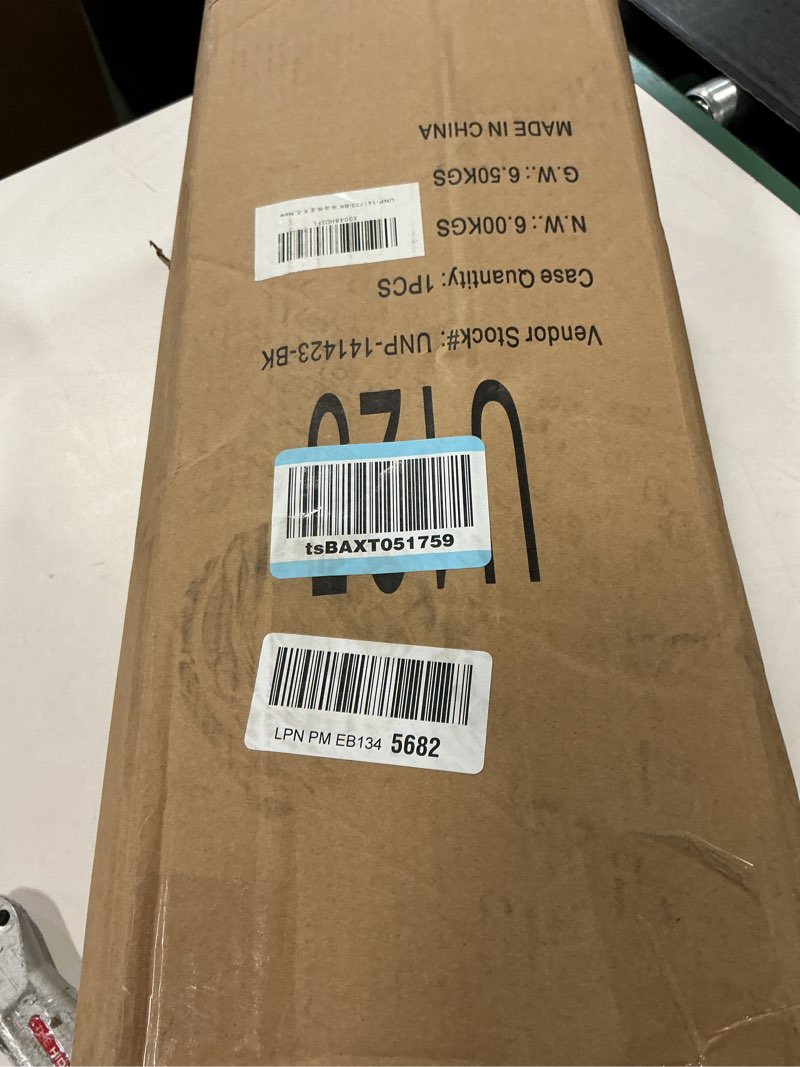 Vendor Stock#: UNP-141423-BK
Case Quantity: 1PCS
N.W.: 6.00KGS
G.W.: 6.50KGS
MADE IN CHINA
tsBAXT051759
LPN PM EB134 5682